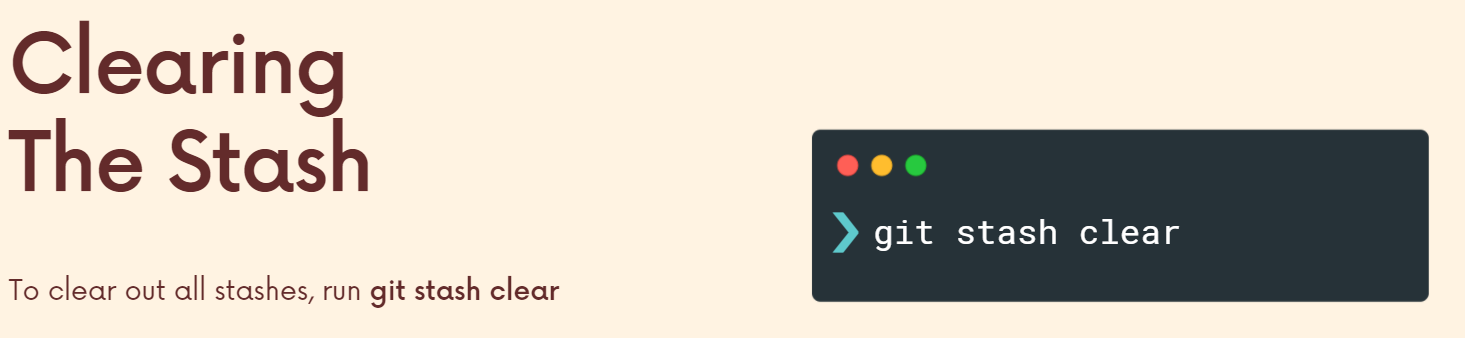 Clearing
The Stash
To clear out all stashes, run git stash clear
❯ git stash clear